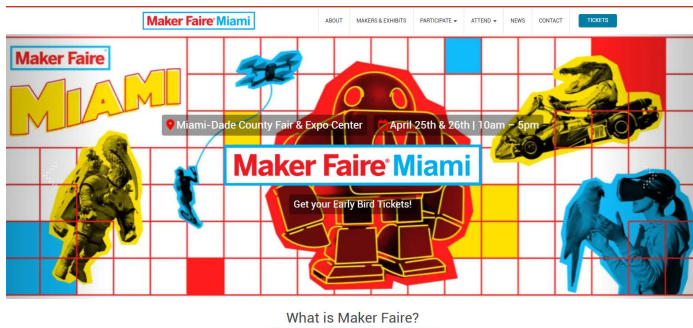 Maker Faire Miami
ABOUT
MAKERS & EXHIBITS
PARTICIPATE
ATTEND
NEWS
CONTACT
TICKETS
Maker Faire
MIAMI
Miami-Dade County Fair & Expo Center
April 25th & 26th | 10am – 5pm
M
Maker Faire® Miami
Get your Early Bird Tickets!
What is Maker Faire?